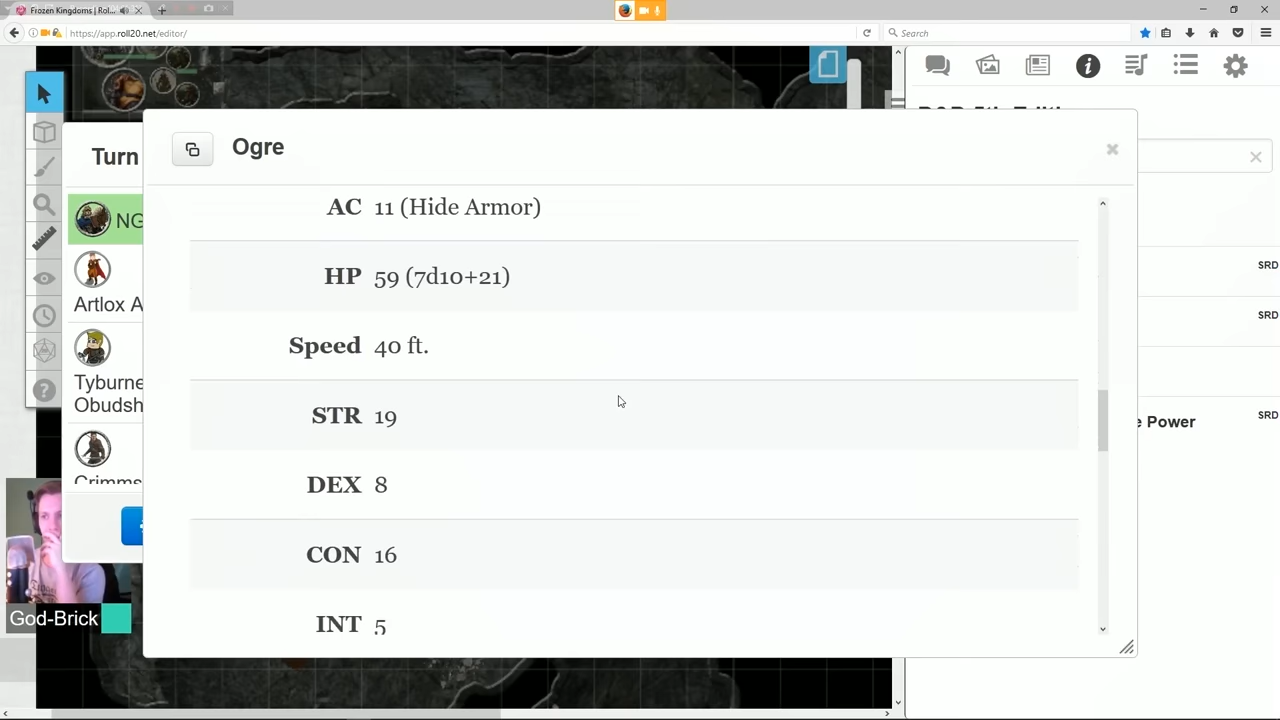 Frozen Kingdoms | Rol...
https://app.roll20.net/editor/
Search
Turn
Ogre
NG
Artlox A
Tyburne
Obudsh
AC 11 (Hide Armor)
HP 59 (7d10+21)
Speed 40 ft.
STR 19
DEX 8
CON 16
INT 5
SRD
SRD
e Power
SRD
God-Brick